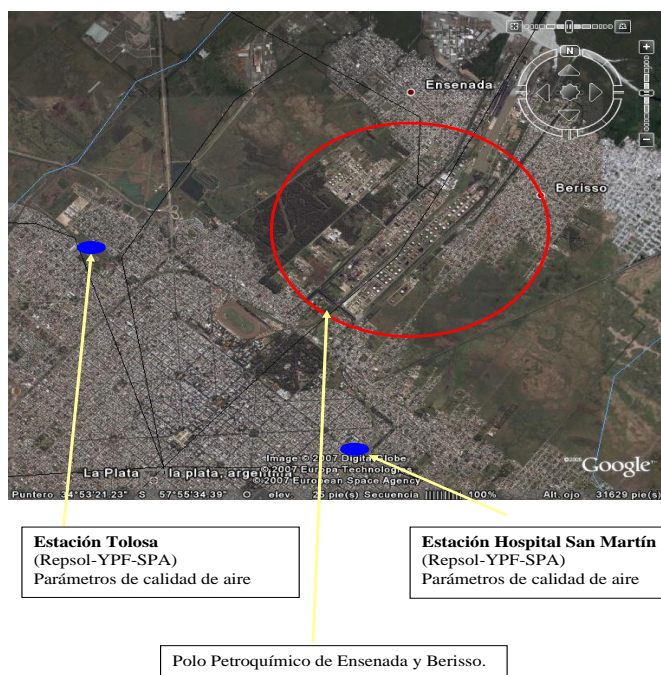 N
Ensenada
Berisso
Image © 2007 DigitalGlobe
La Plata la plata, argentina © 2007 Europa Technologies
© 2007 European Space Agency
© 2005 Google™
Puntero 34°53'21.23" S 57°55'34.39" O elev. 25 pie(s) Secuencia 100% Alt. ojo 31629 pie(s)
Estación Tolosa
(Repsol-YPF-SPA)
Parámetros de calidad de aire
Estación Hospital San Martín
(Repsol-YPF-SPA)
Parámetros de calidad de aire
Polo Petroquímico de Ensenada y Berisso.